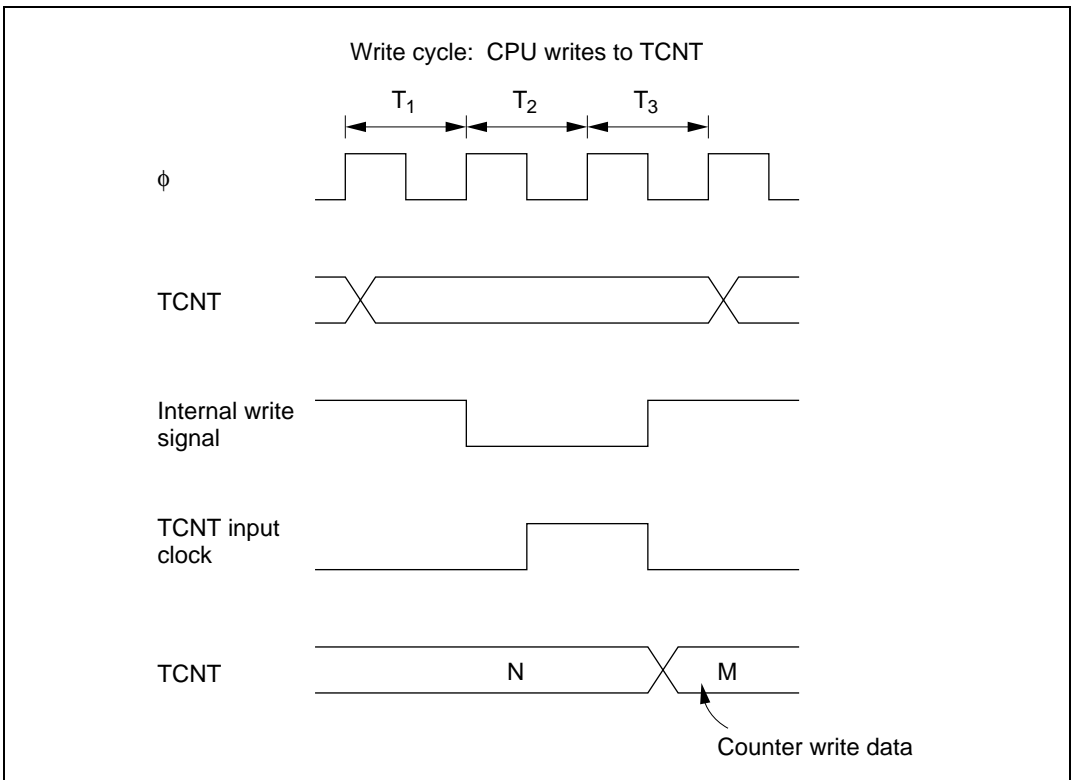 Write cycle: CPU writes to TCNT
T1 T2 T3
ϕ
TCNT
Internal write
signal
TCNT input
clock
TCNT
N M
Counter write data